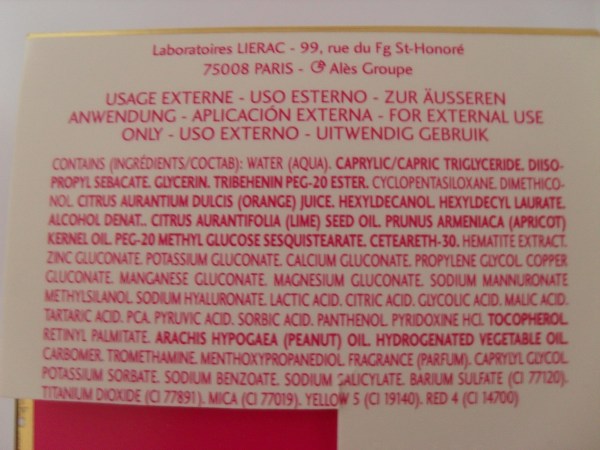 Laboratoires LIERAC - 99, rue du Fg St-Honoré
75008 PARIS - Alès Groupe
USAGE EXTERNE - USO ESTERNO - ZUR ÄUSSEREN
ANWENDUNG - APLICACIÓN EXTERNA - FOR EXTERNAL USE
ONLY - USO EXTERNO - UITWENDIG GEBRUIK
CONTAINS (INGRÉDIENTS/COCTAB): WATER (AQUA). CAPRYLIC/CAPRIC TRIGLYCERIDE. DIISO-
PROPYL SEBACATE. GLYCERIN. TRIBEHENIN PEG-20 ESTER. CYCLOPENTASILOXANE. DIMETHICO-
NOL. CITRUS AURANTIUM DULCIS (ORANGE) JUICE. HEXYLDECANOL. HEXYLDECYL LAURATE.
ALCOHOL DENAT.. CITRUS AURANTIFOLIA (LIME) SEED OIL. PRUNUS ARMENIACA (APRICOT)
KERNEL OIL. PEG-20 METHYL GLUCOSE SESQUISTEARATE. CETEARETH-30. HEMATITE EXTRACT.
ZINC GLUCONATE. POTASSIUM GLUCONATE. CALCIUM GLUCONATE. PROPYLENE GLYCOL. COPPER
GLUCONATE. MANGANESE GLUCONATE. MAGNESIUM GLUCONATE. SODIUM MANNURONATE
METHYLSILANOL. SODIUM HYALURONATE. LACTIC ACID. CITRIC ACID. GLYCOLIC ACID. MALIC ACID.
TARTARIC ACID. PCA. PYRUVIC ACID. SORBIC ACID. PANTHENOL. PYRIDOXINE HCl. TOCOPHEROL.
RETINYL PALMITATE. ARACHIS HYPOGAEA (PEANUT) OIL. HYDROGENATED VEGETABLE OIL.
CARBOMER. TROMETHAMINE. MENTHOXYPROPANEDIOL. FRAGRANCE (PARFUM). CAPRYLYL GLYCOL.
POTASSIUM SORBATE. SODIUM BENZOATE. SODIUM SALICYLATE. BARIUM SULFATE (CI 77120).
TITANIUM DIOXIDE (CI 77891). MICA (CI 77019). YELLOW 5 (CI 19140). RED 4 (CI 14700)